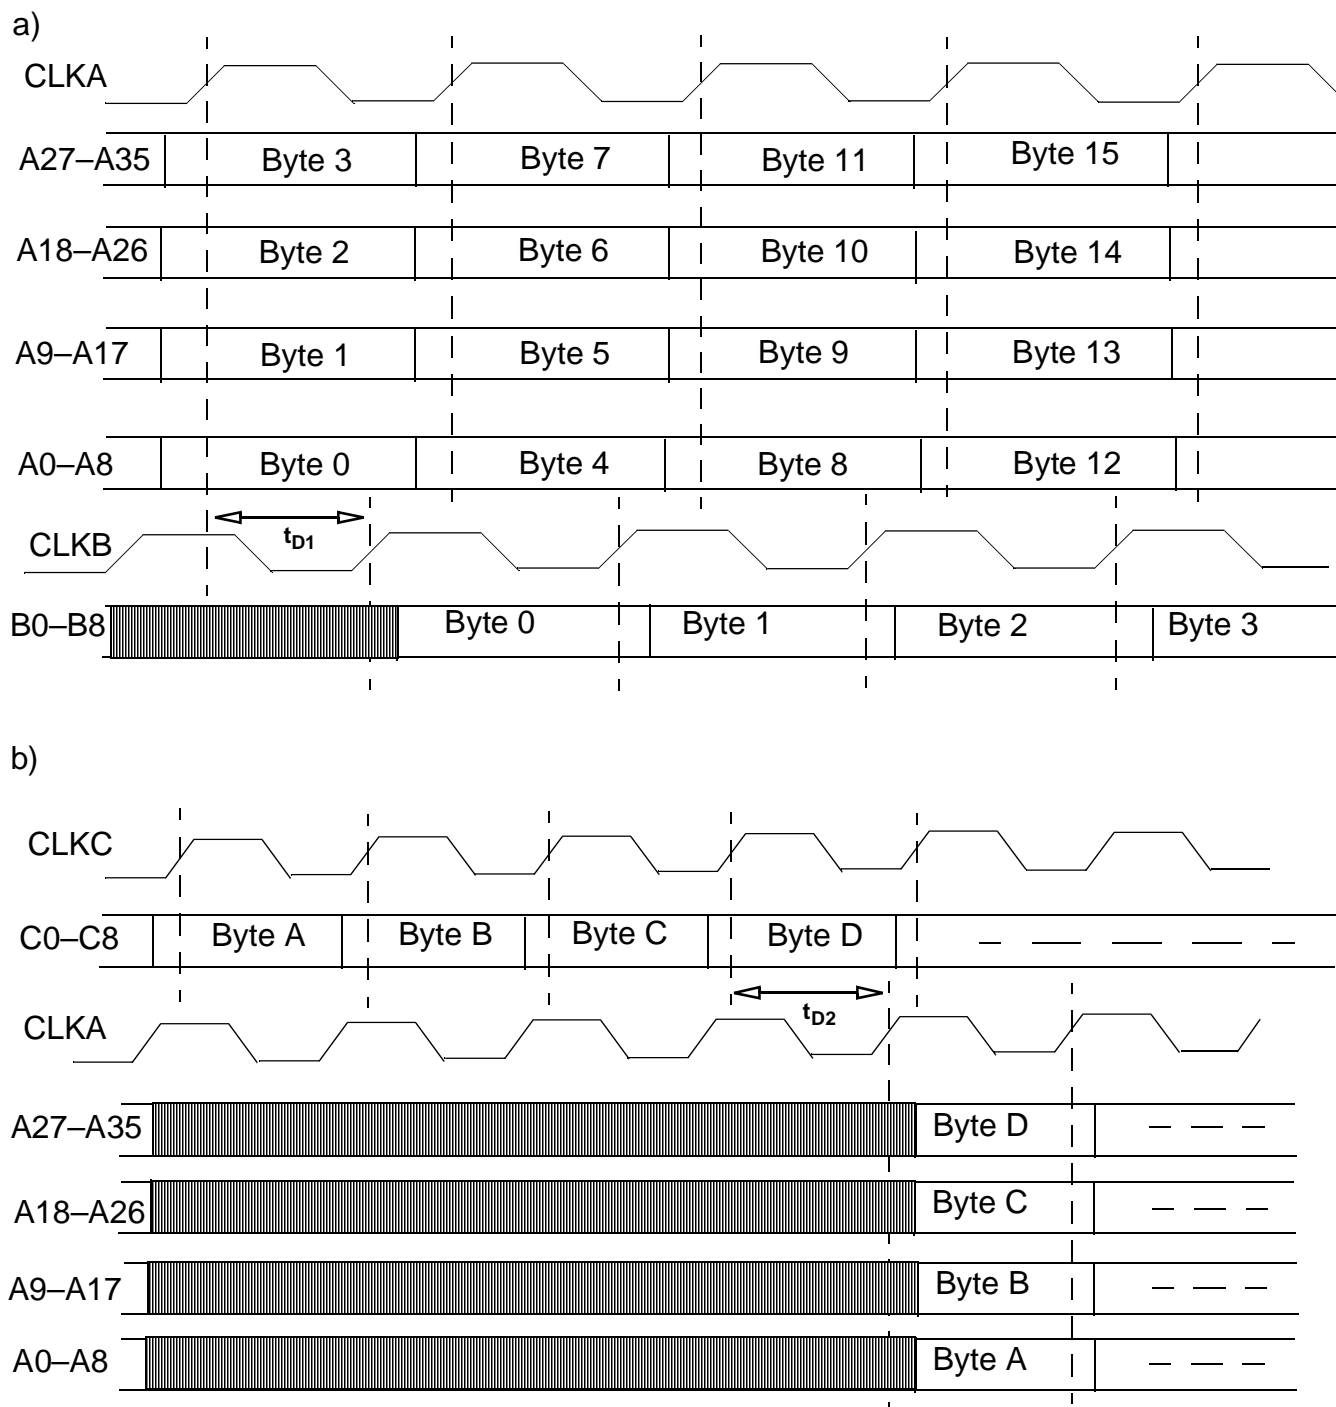 a)
CLKA
A27–A35 Byte 3 Byte 7 Byte 11 Byte 15
A18–A26 Byte 2 Byte 6 Byte 10 Byte 14
A9–A17 Byte 1 Byte 5 Byte 9 Byte 13
A0–A8 Byte 0 Byte 4 Byte 8 Byte 12
tD1
CLKB
B0–B8 Byte 0 Byte 1 Byte 2 Byte 3
b)
CLKC
C0–C8 Byte A Byte B Byte C Byte D
tD2
CLKA
A27–A35 Byte D
A18–A26 Byte C
A9–A17 Byte B
A0–A8 Byte A